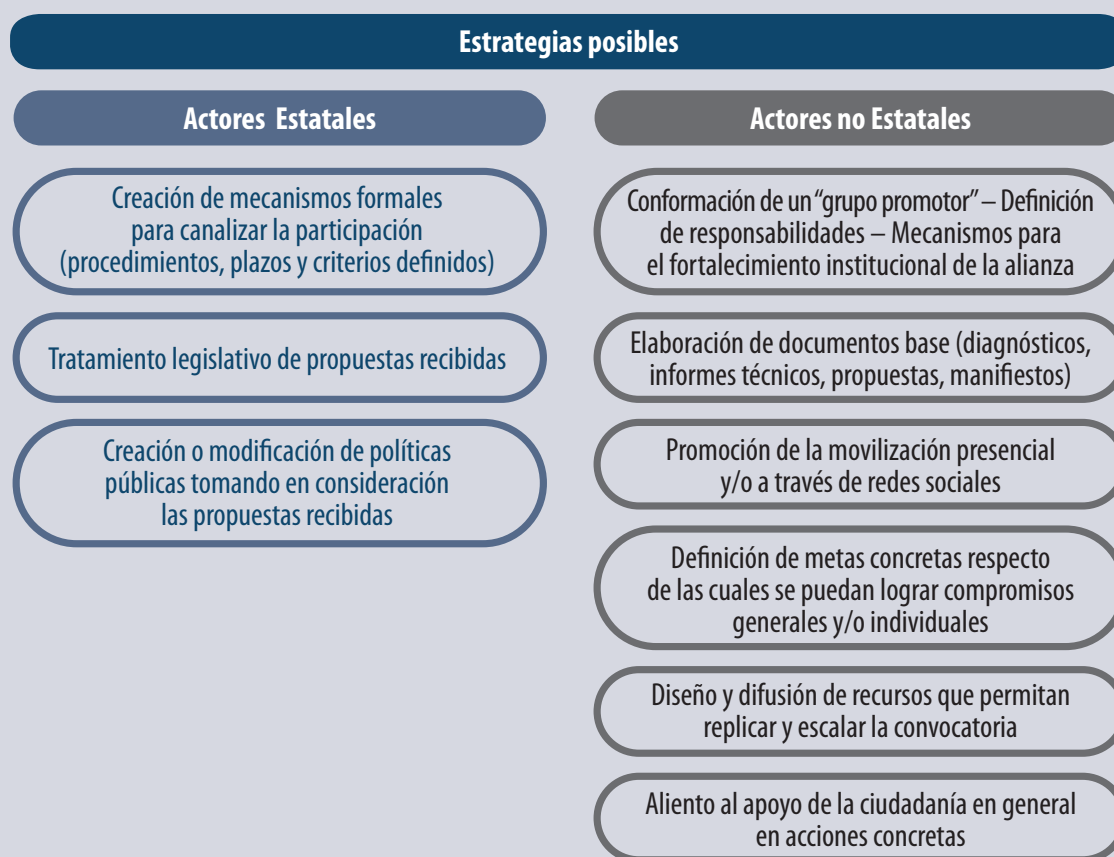 Estrategias posibles
Actores Estatales
Creación de mecanismos formales
para canalizar la participación
(procedimientos, plazos y criterios definidos)
Tratamiento legislativo de propuestas recibidas
Creación o modificación de políticas
públicas tomando en consideración
las propuestas recibidas
Actores no Estatales
Conformación de un “grupo promotor” – Definición
de responsabilidades – Mecanismos para
el fortalecimiento institucional de la alianza
Elaboración de documentos base (diagnósticos,
informes técnicos, propuestas, manifiestos)
Promoción de la movilización presencial
y/o a través de redes sociales
Definición de metas concretas respecto
de las cuales se puedan lograr compromisos
generales y/o individuales
Diseño y difusión de recursos que permitan
replicar y escalar la convocatoria
Aliento al apoyo de la ciudadanía en general
en acciones concretas